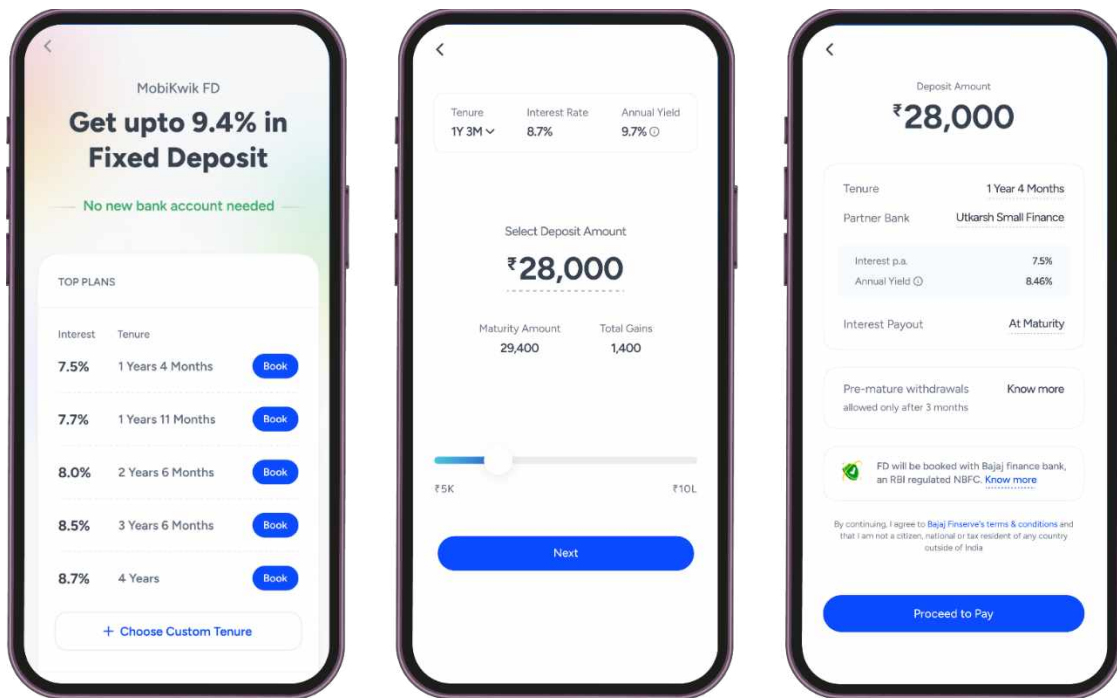 MobiKwik FD
Get upto 9.4% in
Fixed Deposit
No new bank account needed
TOP PLANS
Interest Tenure
7.5% 1 Years 4 Months Book
7.7% 1 Years 11 Months Book
8.0% 2 Years 6 Months Book
8.5% 3 Years 6 Months Book
8.7% 4 Years Book
+ Choose Custom Tenure
Tenure Interest Rate Annual Yield
1Y 3M 8.7% 9.7%
Select Deposit Amount
₹28,000
Maturity Amount Total Gains
29,400 1,400
₹5K ₹10L
Next
Deposit Amount
₹28,000
Tenure 1 Year 4 Months
Partner Bank Utkarsh Small Finance
Interest p.a. 7.5%
Annual Yield 8.46%
Interest Payout At Maturity
Pre-mature withdrawals Know more
allowed only after 3 months
FD will be booked with Bajaj finance bank,
an RBI regulated NBFC. Know more
By continuing, I agree to Bajaj Finserve's terms & conditions and
that I am not a citizen, national or tax resident of any country
outside of India
Proceed to Pay